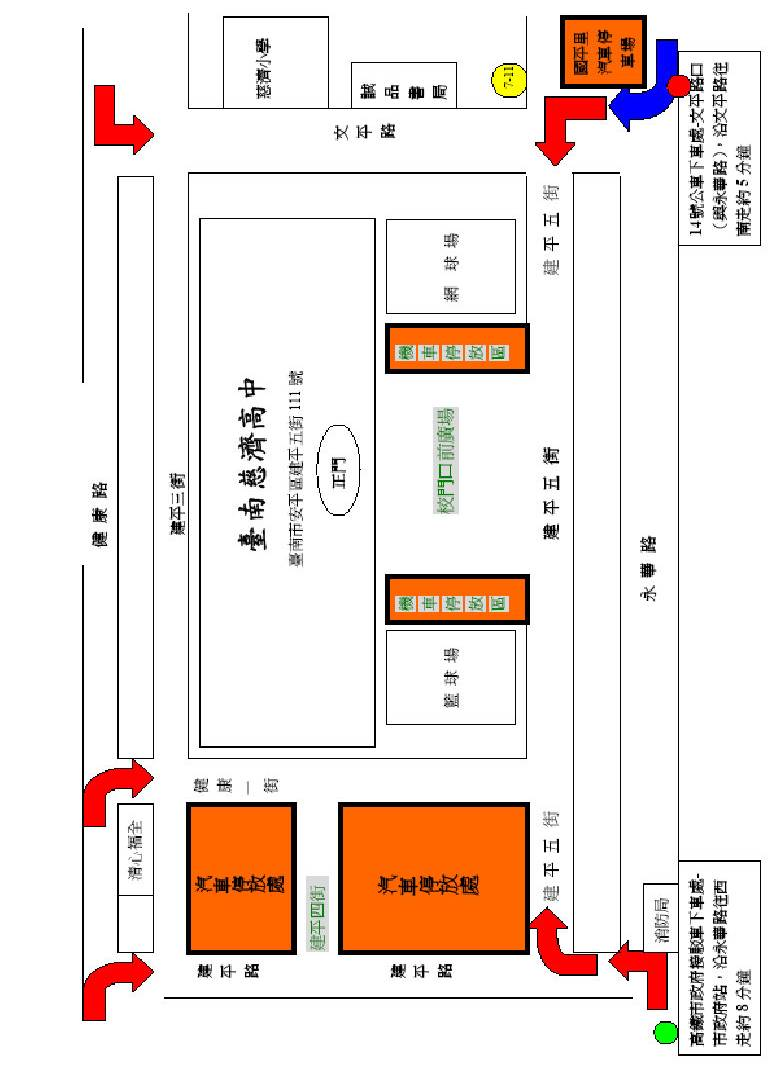 慈濟小學
誠品書局
7-11
國平里
汽車停
車場
14號公車下車處-文平路口
（與永華路），沿文平路往
南走約5分鐘
文平路
建平五街
網球場
機車停放區
臺南慈濟高中
臺南市安平區建平五街111號
正門
校門口前廣場
健康路
建平三街
建平五街
永華路
機車停放區
籃球場
健康一街
清心福全
汽車停放處
建平四街
汽車停放處
建平五街
消防局
建平路
建平路
高鐵市政府接駁車下車處-
市政府站，沿永華路往西
走約8分鐘